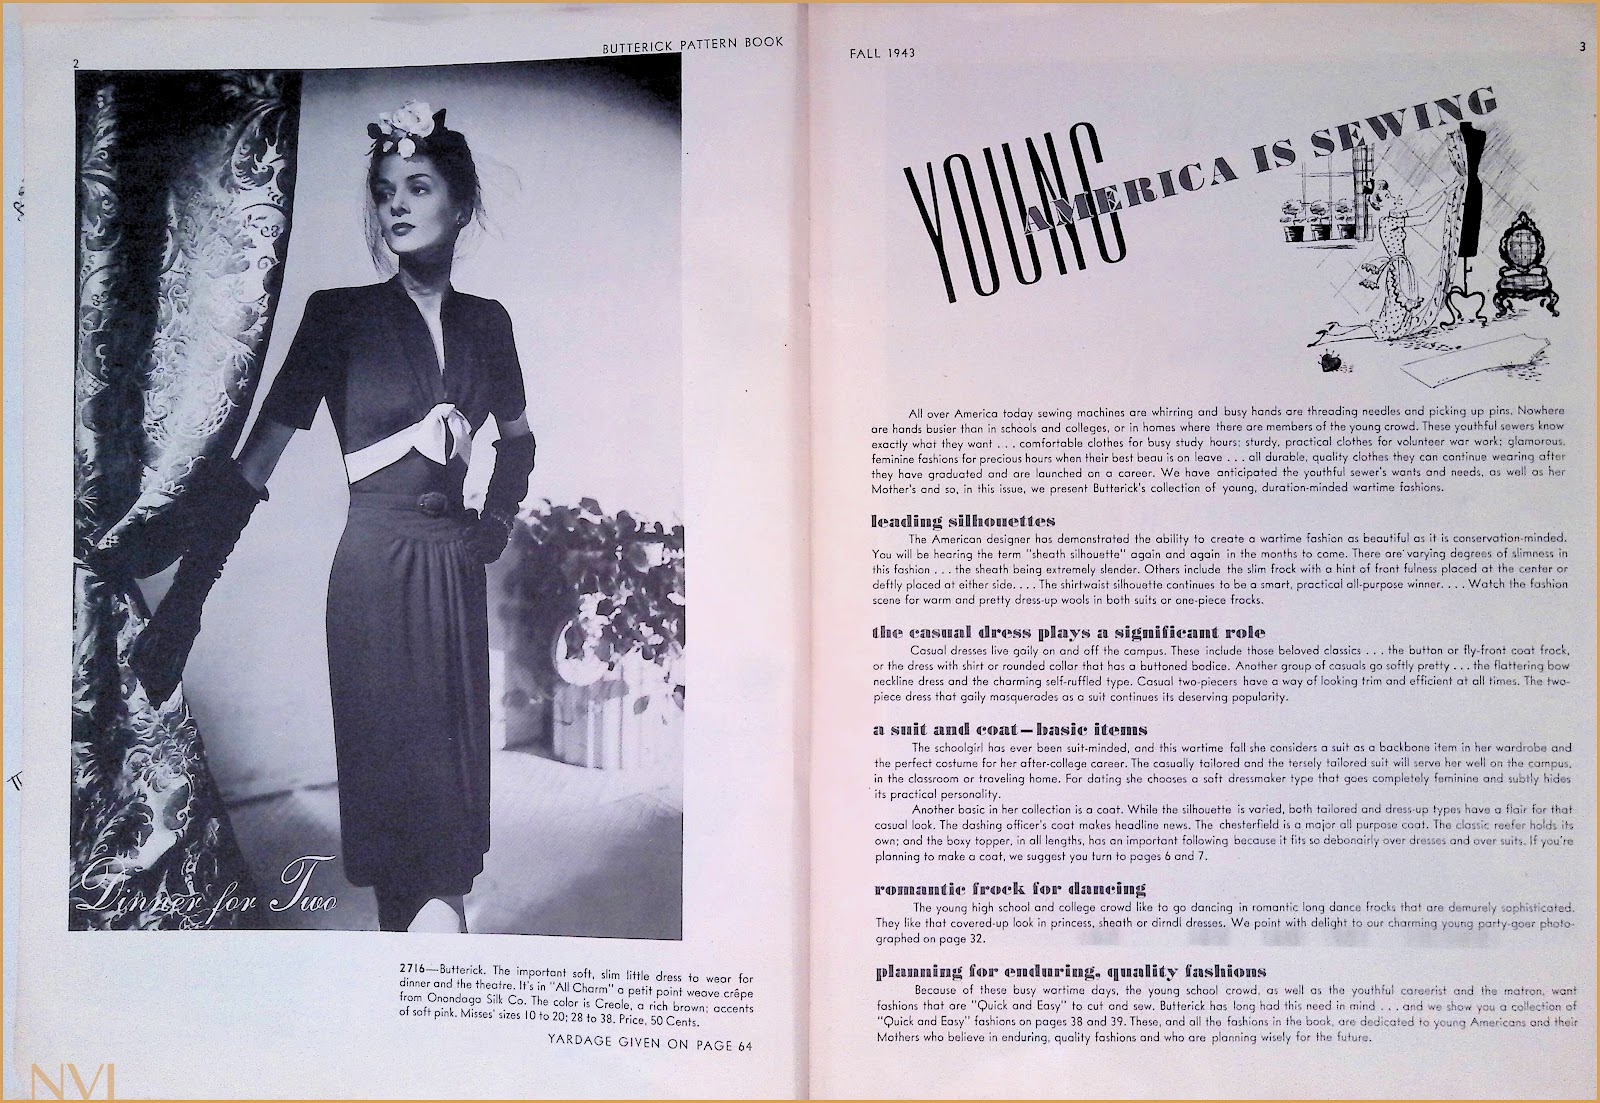 2
BUTTERICK PATTERN BOOK
Dinner for Two
2716—Butterick. The important soft, slim little dress to wear for
dinner and the theatre. It's in "All Charm" a petit point weave crêpe
from Onondaga Silk Co. The color is Creole, a rich brown; accents
of soft pink. Misses' sizes 10 to 20; 28 to 38. Price, 50 Cents.
YARDAGE GIVEN ON PAGE 64
NVL
FALL 1943
3
YOUNG
AMERICA IS SEWING
All over America today sewing machines are whirring and busy hands are threading needles and picking up pins. Nowhere
are hands busier than in schools and colleges, or in homes where there are members of the young crowd. These youthful sewers know
exactly what they want . . . comfortable clothes for busy study hours; sturdy, practical clothes for volunteer war work; glamorous,
feminine fashions for precious hours when their best beau is on leave . . . all durable, quality clothes they can continue wearing after
they have graduated and are launched on a career. We have anticipated the youthful sewer's wants and needs, as well as her
Mother's and so, in this issue, we present Butterick's collection of young, duration-minded wartime fashions.
leading silhouettes
The American designer has demonstrated the ability to create a wartime fashion as beautiful as it is conservation-minded.
You will be hearing the term "sheath silhouette" again and again in the months to come. There are varying degrees of slimness in
this fashion . . . the sheath being extremely slender. Others include the slim frock with a hint of front fulness placed at the center or
deftly placed at either side. . . . The shirtwaist silhouette continues to be a smart, practical all-purpose winner. . . . Watch the fashion
scene for warm and pretty dress-up wools in both suits or one-piece frocks.
the casual dress plays a significant role
Casual dresses live gaily on and off the campus. These include those beloved classics . . . the button or fly-front coat frock,
or the dress with shirt or rounded collar that has a buttoned bodice. Another group of casuals go softly pretty . . . the flattering bow
neckline dress and the charming self-ruffled type. Casual two-piecers have a way of looking trim and efficient at all times. The two-
piece dress that gaily masquerades as a suit continues its deserving popularity.
a suit and coat—basic items
The schoolgirl has ever been suit-minded, and this wartime fall she considers a suit as a backbone item in her wardrobe and
the perfect costume for her after-college career. The casually tailored and the tersely tailored suit will serve her well on the campus,
in the classroom or traveling home. For dating she chooses a soft dressmaker type that goes completely feminine and subtly hides
its practical personality.
Another basic in her collection is a coat. While the silhouette is varied, both tailored and dress-up types have a flair for that
casual look. The dashing officer's coat makes headline news. The chesterfield is a major all purpose coat. The classic reefer holds its
own; and the boxy topper, in all lengths, has an important following because it fits so debonairly over dresses and over suits. If you're
planning to make a coat, we suggest you turn to pages 6 and 7.
romantic frock for dancing
The young high school and college crowd like to go dancing in romantic long dance frocks that are demurely sophisticated.
They like that covered-up look in princess, sheath or dirndl dresses. We point with delight to our charming young party-goer photo-
graphed on page 32.
planning for enduring, quality fashions
Because of these busy wartime days, the young school crowd, as well as the youthful careerist and the matron, want
fashions that are "Quick and Easy" to cut and sew. Butterick has long had this need in mind . . . and we show you a collection of
"Quick and Easy" fashions on pages 38 and 39. These, and all the fashions in the book, are dedicated to young Americans and their
Mothers who believe in enduring, quality fashions and who are planning wisely for the future.